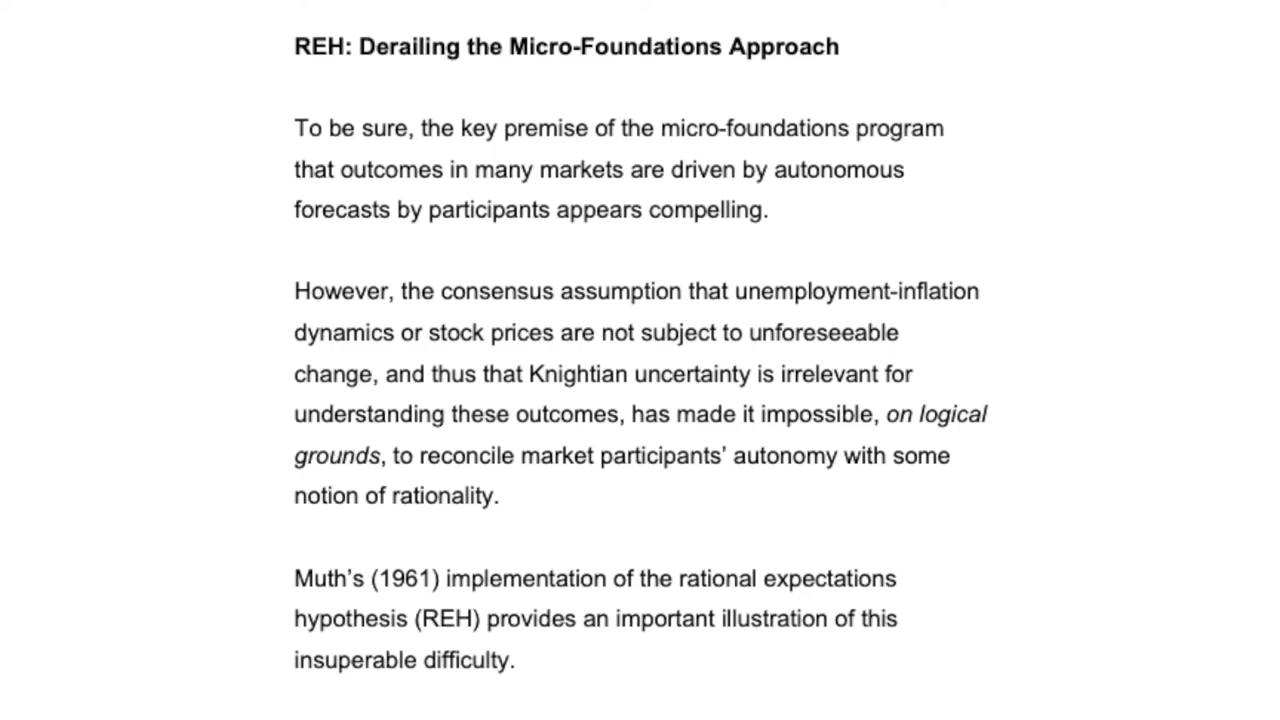 REH: Derailing the Micro-Foundations Approach
To be sure, the key premise of the micro-foundations program
that outcomes in many markets are driven by autonomous
forecasts by participants appears compelling.
However, the consensus assumption that unemployment-inflation
dynamics or stock prices are not subject to unforeseeable
change, and thus that Knightian uncertainty is irrelevant for
understanding these outcomes, has made it impossible, on logical
grounds, to reconcile market participants’ autonomy with some
notion of rationality.
Muth’s (1961) implementation of the rational expectations
hypothesis (REH) provides an important illustration of this
insuperable difficulty.